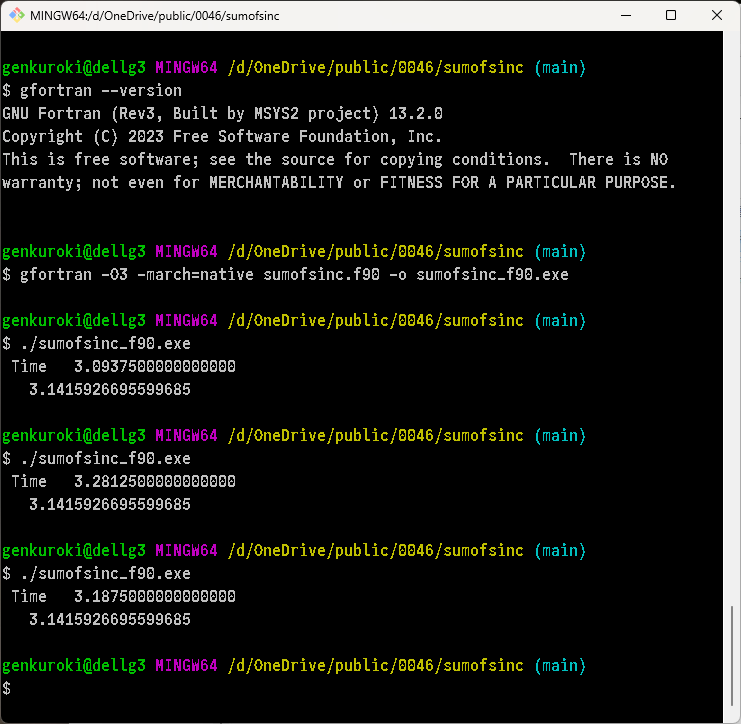 MINGW64:/d/OneDrive/public/0046/sumofsinc
genkuroki@dellg3 MINGW64 /d/OneDrive/public/0046/sumofsinc (main)
$ gfortran --version
GNU Fortran (Rev3, Built by MSYS2 project) 13.2.0
Copyright (C) 2023 Free Software Foundation, Inc.
This is free software; see the source for copying conditions.  There is NO
warranty; not even for MERCHANTABILITY or FITNESS FOR A PARTICULAR PURPOSE.
genkuroki@dellg3 MINGW64 /d/OneDrive/public/0046/sumofsinc (main)
$ gfortran -O3 -march=native sumofsinc.f90 -o sumofsinc_f90.exe
genkuroki@dellg3 MINGW64 /d/OneDrive/public/0046/sumofsinc (main)
$ ./sumofsinc_f90.exe
Time   3.0937500000000000
3.1415926695599685
genkuroki@dellg3 MINGW64 /d/OneDrive/public/0046/sumofsinc (main)
$ ./sumofsinc_f90.exe
Time   3.2812500000000000
3.1415926695599685
genkuroki@dellg3 MINGW64 /d/OneDrive/public/0046/sumofsinc (main)
$ ./sumofsinc_f90.exe
Time   3.1875000000000000
3.1415926695599685
genkuroki@dellg3 MINGW64 /d/OneDrive/public/0046/sumofsinc (main)
$